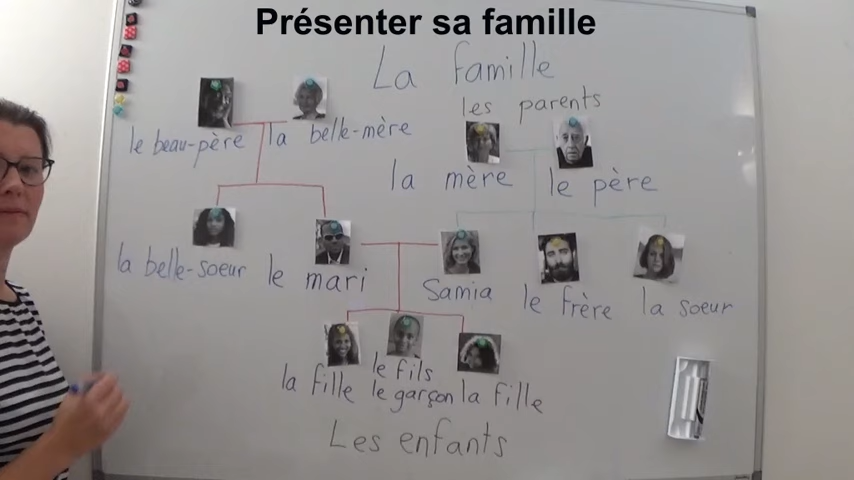 Présenter sa famille
La famille
les parents
le beau-père la belle-mère
la mère le père
la belle-soeur le mari Samia le frère la soeur
la fille le fils la fille
le garçon
Les enfants